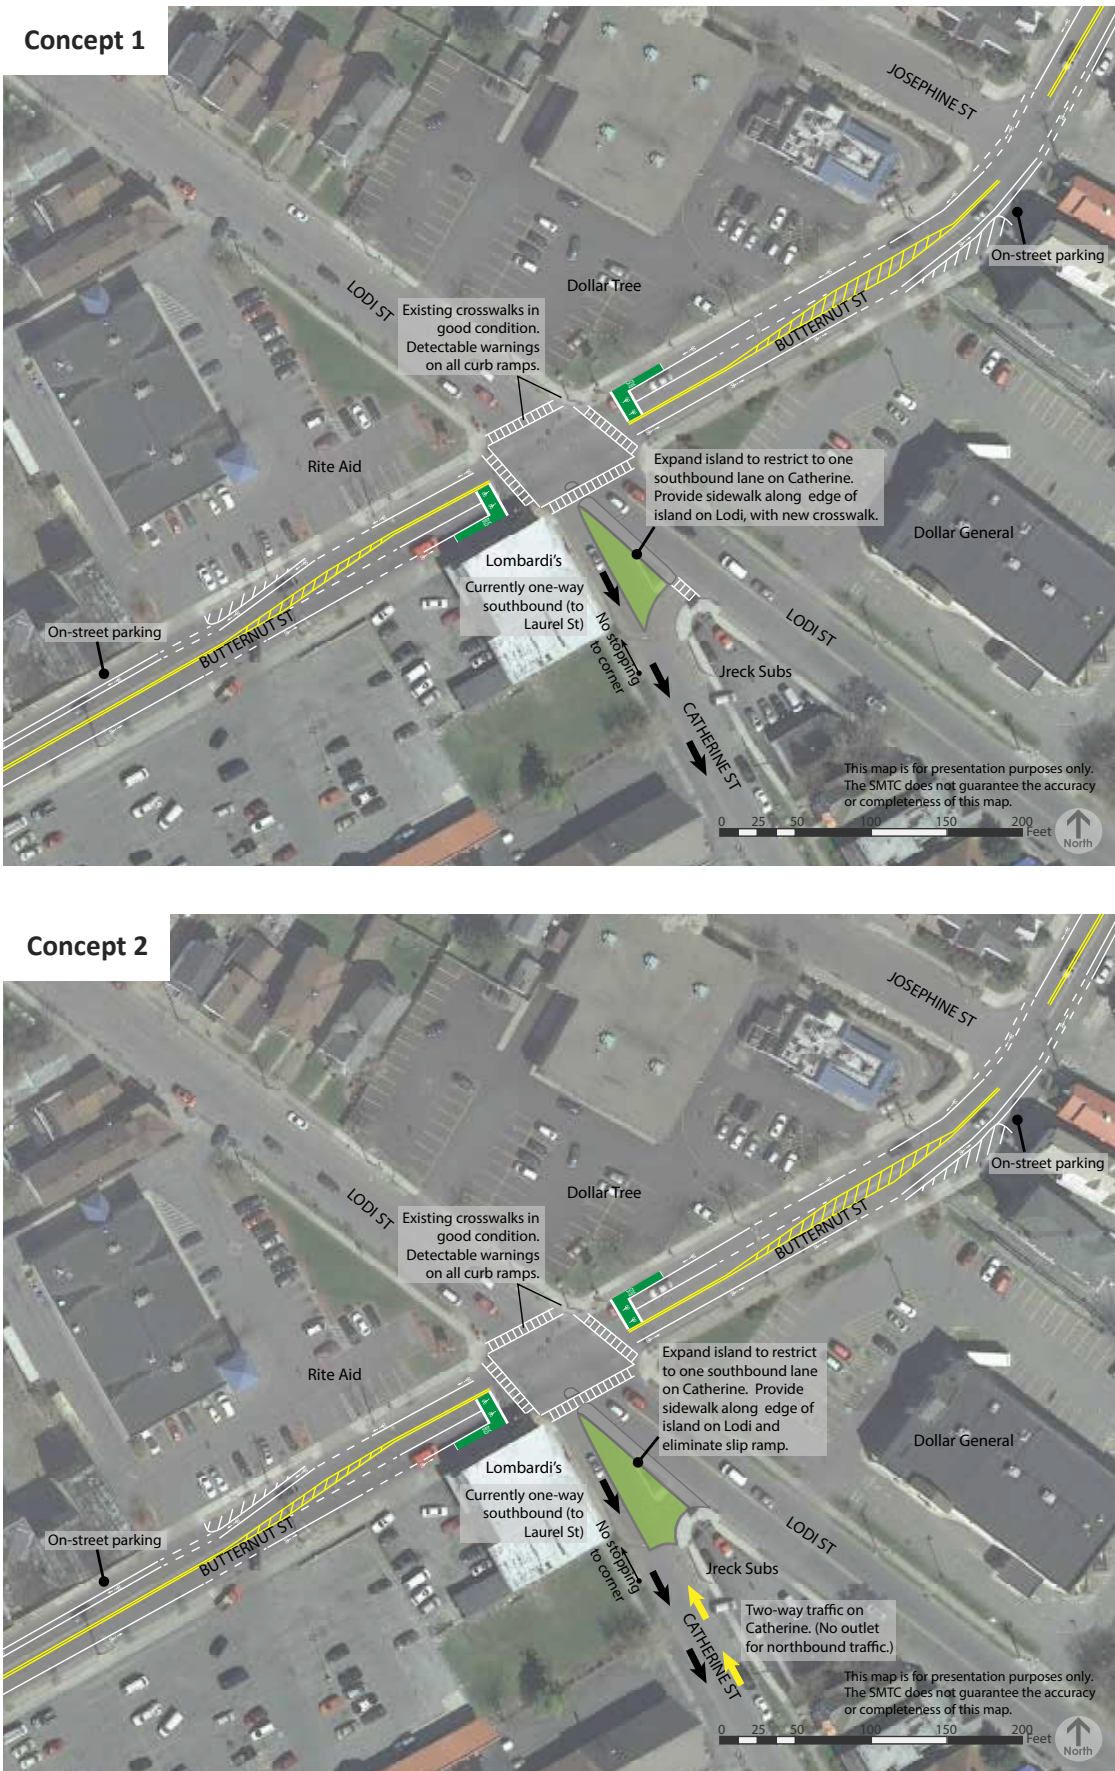 Concept 1
JOSEPHINE ST
On-street parking
Dollar Tree
LODI ST
BUTTERNUT ST
Existing crosswalks in
good condition.
Detectable warnings
on all curb ramps.
Rite Aid
Expand island to restrict to one
southbound lane on Catherine.
Provide sidewalk along edge of
island on Lodi, with new crosswalk.
Dollar General
Lombardi's
Currently one-way
southbound (to
Laurel St)
On-street parking
BUTTERNUT ST
No stopping
to corner
LODI ST
Jreck Subs
CATHERINE ST
This map is for presentation purposes only.
The SMTC does not guarantee the accuracy
or completeness of this map.
0 25 50 100 150 200
Feet
North
Concept 2
JOSEPHINE ST
On-street parking
Dollar Tree
LODI ST
BUTTERNUT ST
Existing crosswalks in
good condition.
Detectable warnings
on all curb ramps.
Rite Aid
Expand island to restrict
to one southbound lane
on Catherine. Provide
sidewalk along edge of
island on Lodi and
eliminate slip ramp.
Dollar General
Lombardi's
Currently one-way
southbound (to
Laurel St)
On-street parking
BUTTERNUT ST
No stopping
to corner
LODI ST
Jreck Subs
Two-way traffic on
Catherine. (No outlet
for northbound traffic.)
CATHERINE ST
This map is for presentation purposes only.
The SMTC does not guarantee the accuracy
or completeness of this map.
0 25 50 100 150 200
Feet
North